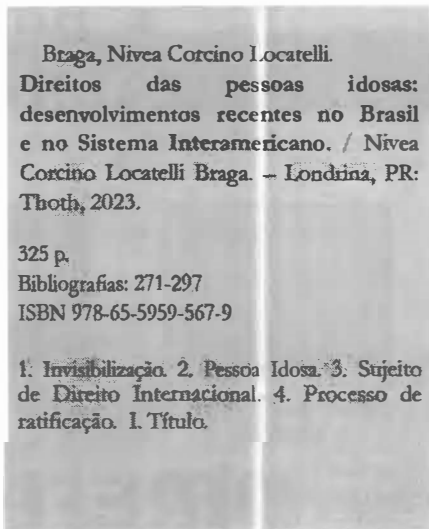 Braga, Nivea Corcino Locatelli.
Direitos das pessoas idosas:
desenvolvimentos recentes no Brasil
e no Sistema Interamericano. / Nivea
Corcino Locatelli Braga. – Londrina, PR:
Thoth, 2023.
325 p.
Bibliografias: 271-297
ISBN 978-65-5959-567-9
1. Invisibilização. 2. Pessoa Idosa. 3. Sujeito
de Direito Internacional. 4. Processo de
ratificação. I. Título.